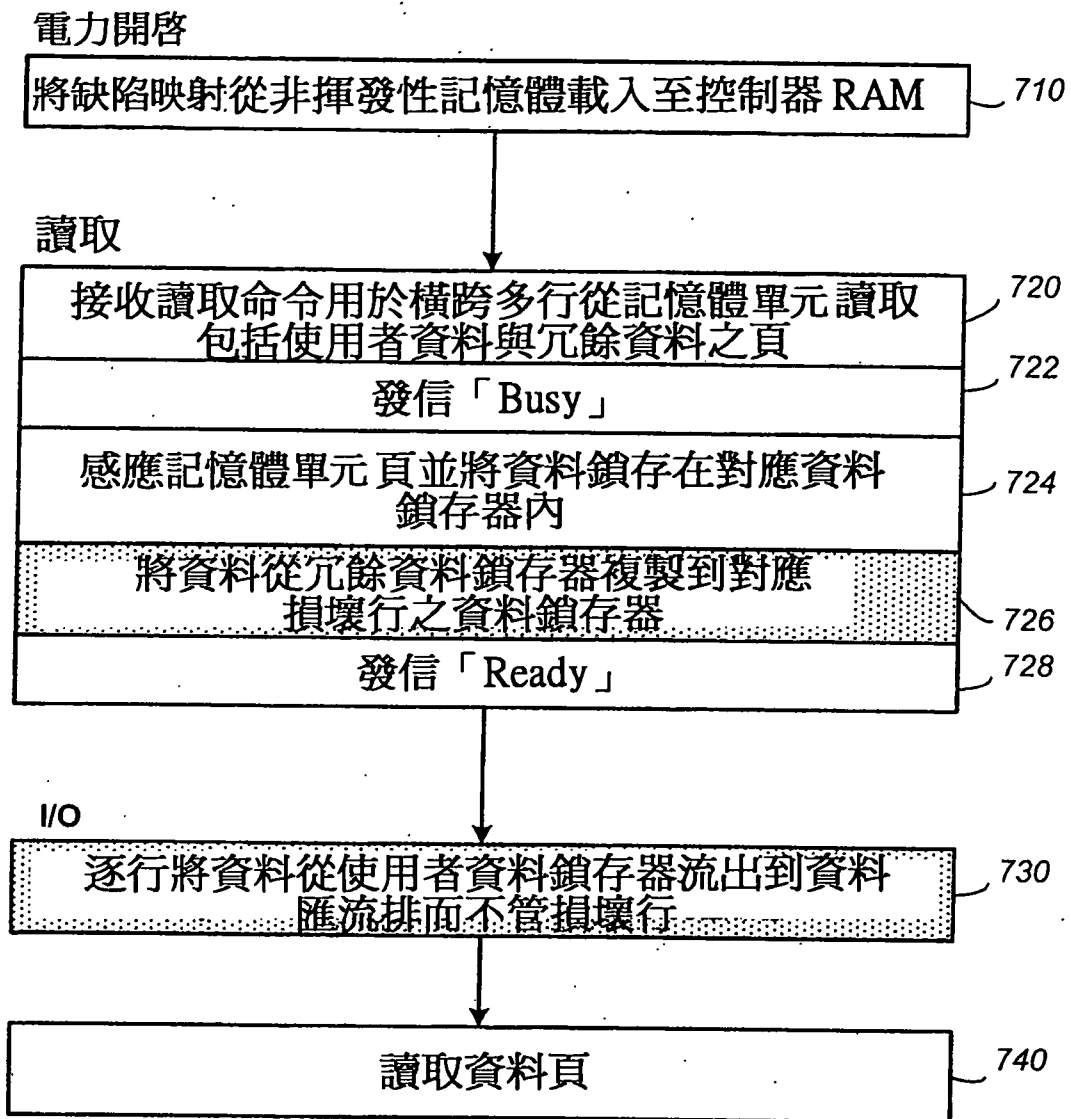 電力開啓
將缺陷映射從非揮發性記憶體載入至控制器 RAM
710
讀取
接收讀取命令用於橫跨多行從記憶體單元讀取
包括使用者資料與冗餘資料之頁
720
發信「Busy」
722
感應記憶體單元頁並將資料鎖存在對應資料
鎖存器內
724
將資料從冗餘資料鎖存器複製到對應
損壞行之資料鎖存器
726
發信「Ready」
728
I/O
逐行將資料從使用者資料鎖存器流出到資料
匯流排而不管損壞行
730
讀取資料頁
740